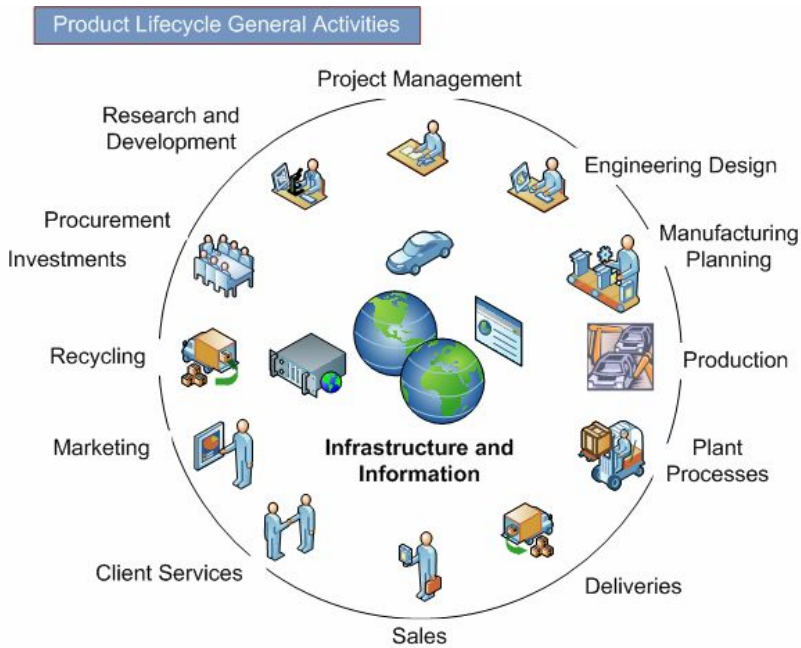 Product Lifecycle General Activities
Project Management
Research and
Development
Engineering Design
Procurement
Investments
Manufacturing
Planning
Recycling
Production
Marketing
Infrastructure and
Information
Plant
Processes
Client Services
Deliveries
Sales